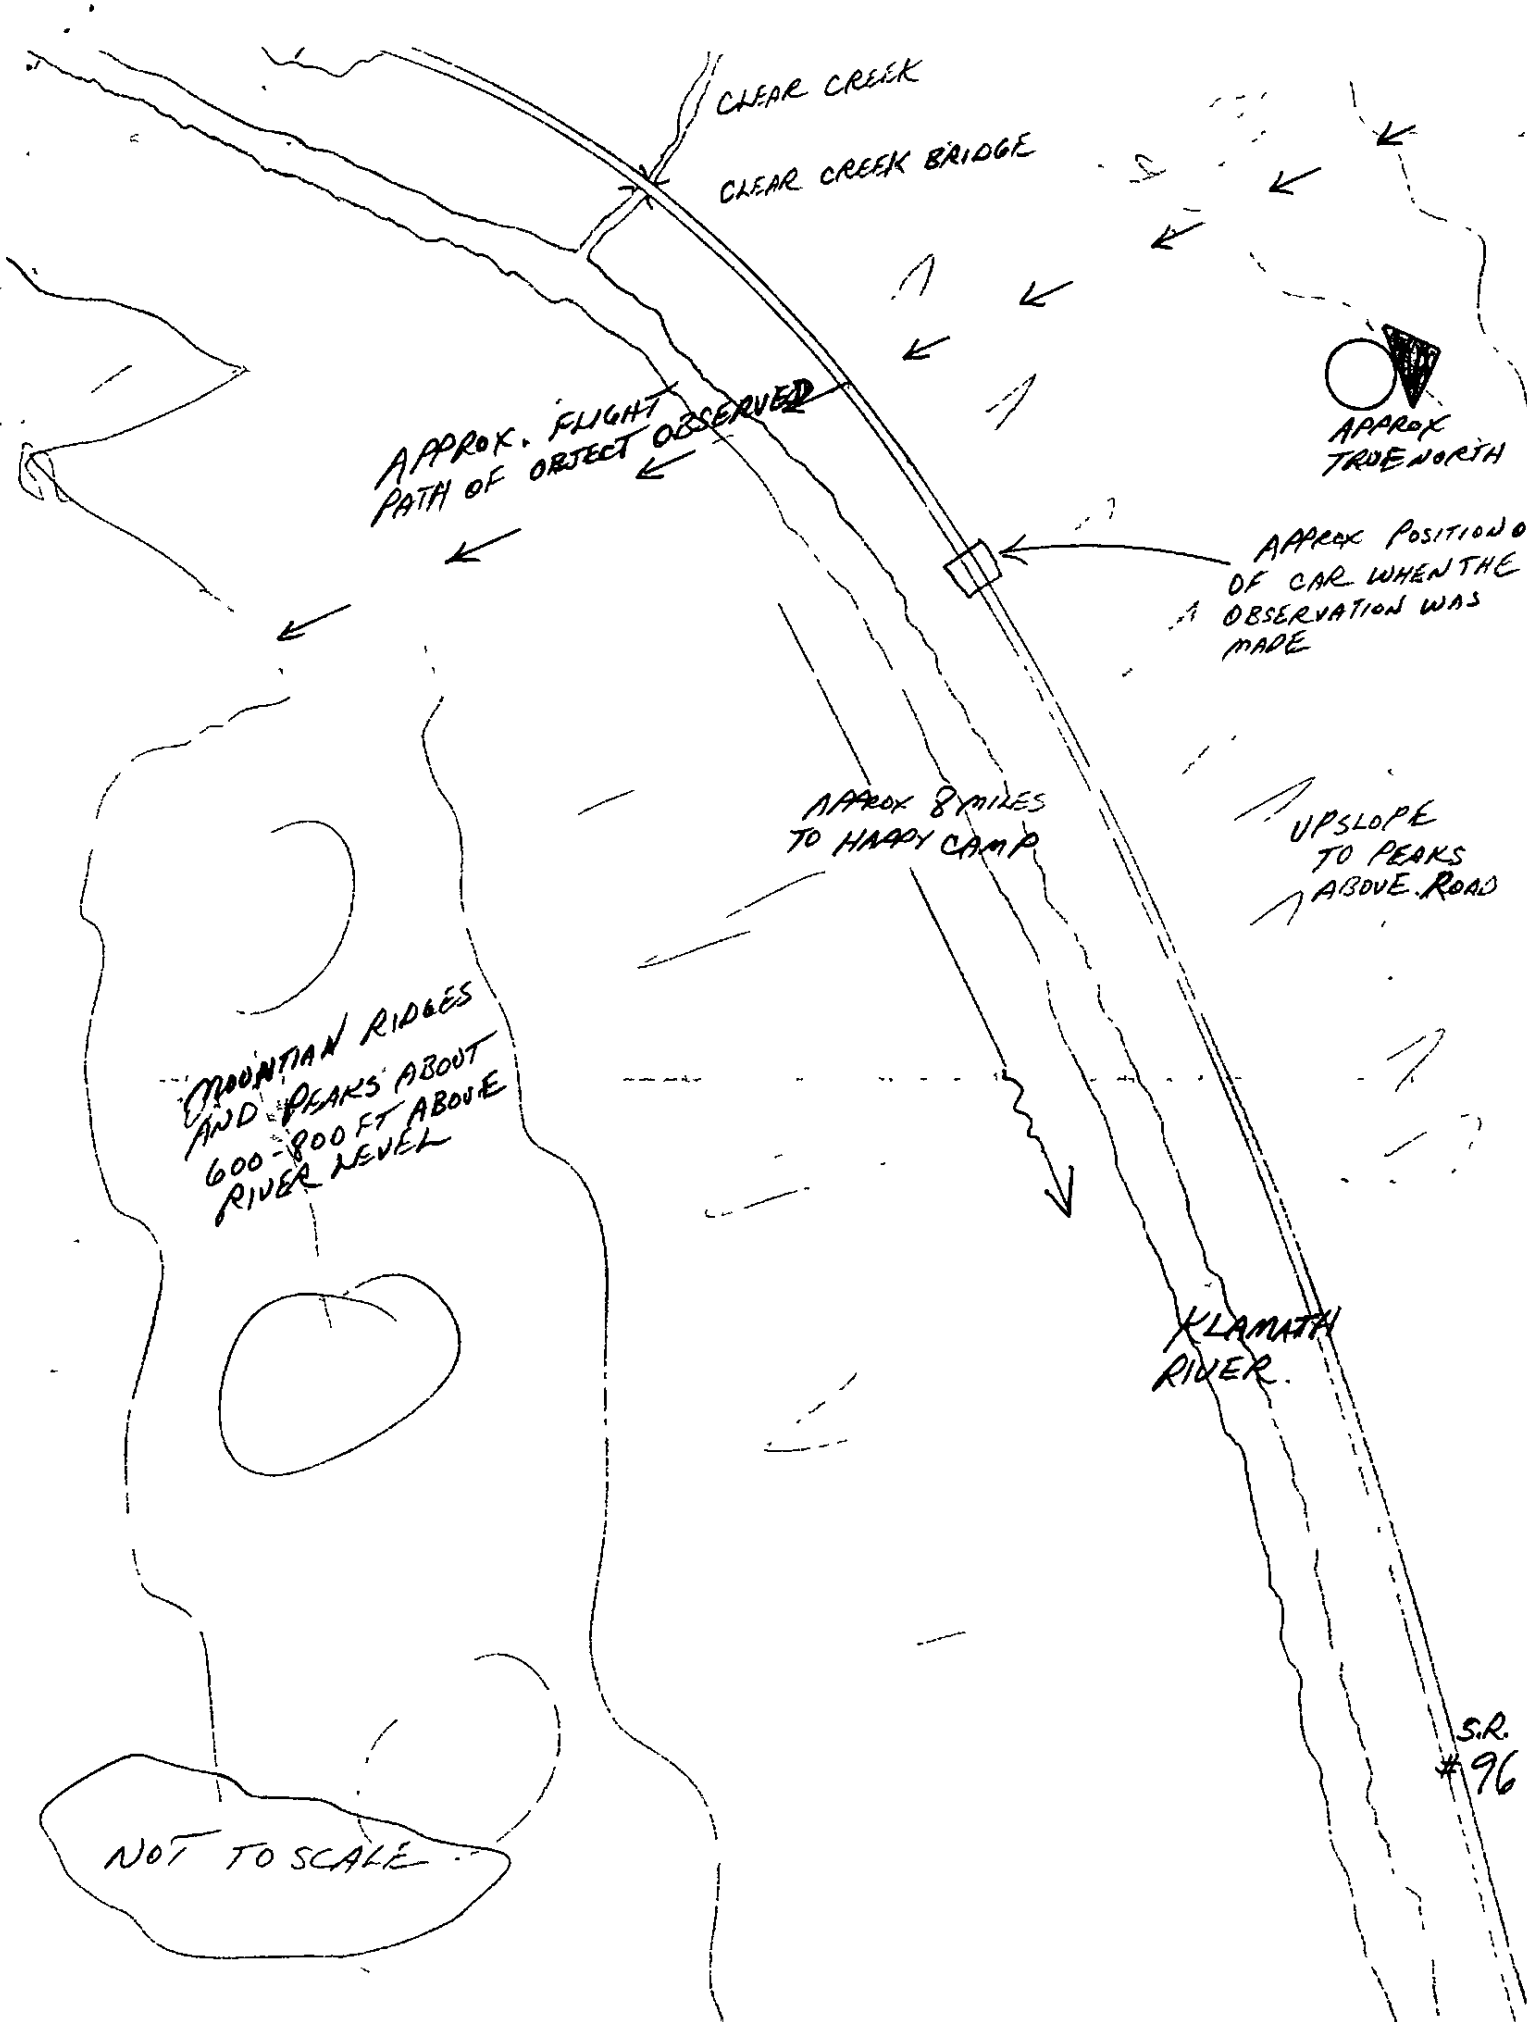 CLEAR CREEK
CLEAR CREEK BRIDGE
APPROX
TRUE NORTH
APPROX. FLIGHT
PATH OF OBJECT OBSERVED
APPROX POSITION O
OF CAR WHEN THE
OBSERVATION WAS
MADE
APPROX 8 MILES
TO HAPPY CAMP
UPSLOPE
TO PEAKS
ABOVE ROAD
MOUNTIAN RIDGES
AND PEAKS ABOUT
600-800 FT ABOVE
RIVER LEVEL
KLAMATH
RIVER.
S.R.
#96
NOT TO SCALE